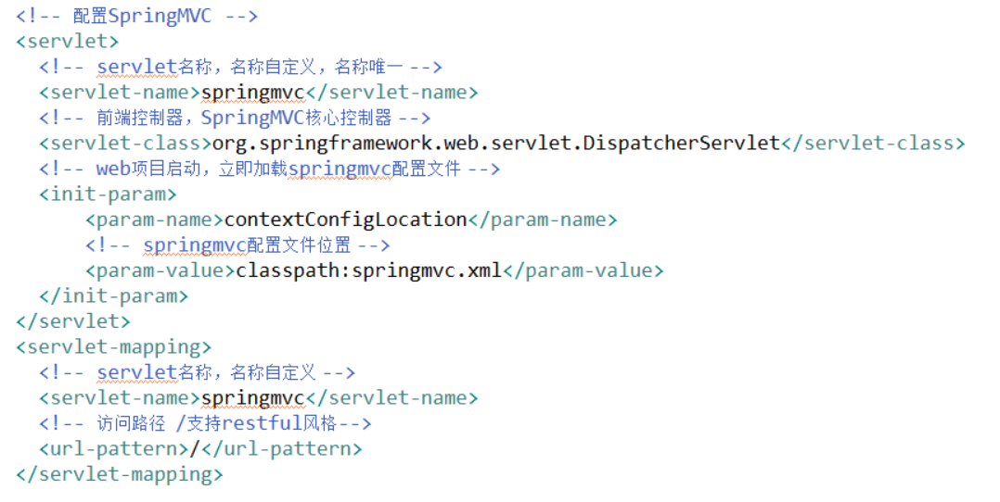 <!-- 配置SpringMVC -->
<servlet>
<!-- servlet名称，名称自定义，名称唯一 -->
<servlet-name>springmvc</servlet-name>
<!-- 前端控制器，SpringMVC核心控制器 -->
<servlet-class>org.springframework.web.servlet.DispatcherServlet</servlet-class>
<!-- web项目启动，立即加载springmvc配置文件 -->
<init-param>
<param-name>contextConfigLocation</param-name>
<!-- springmvc配置文件位置 -->
<param-value>classpath:springmvc.xml</param-value>
</init-param>
</servlet>
<servlet-mapping>
<!-- servlet名称，名称自定义 -->
<servlet-name>springmvc</servlet-name>
<!-- 访问路径 /支持restful风格-->
<url-pattern>/</url-pattern>
</servlet-mapping>